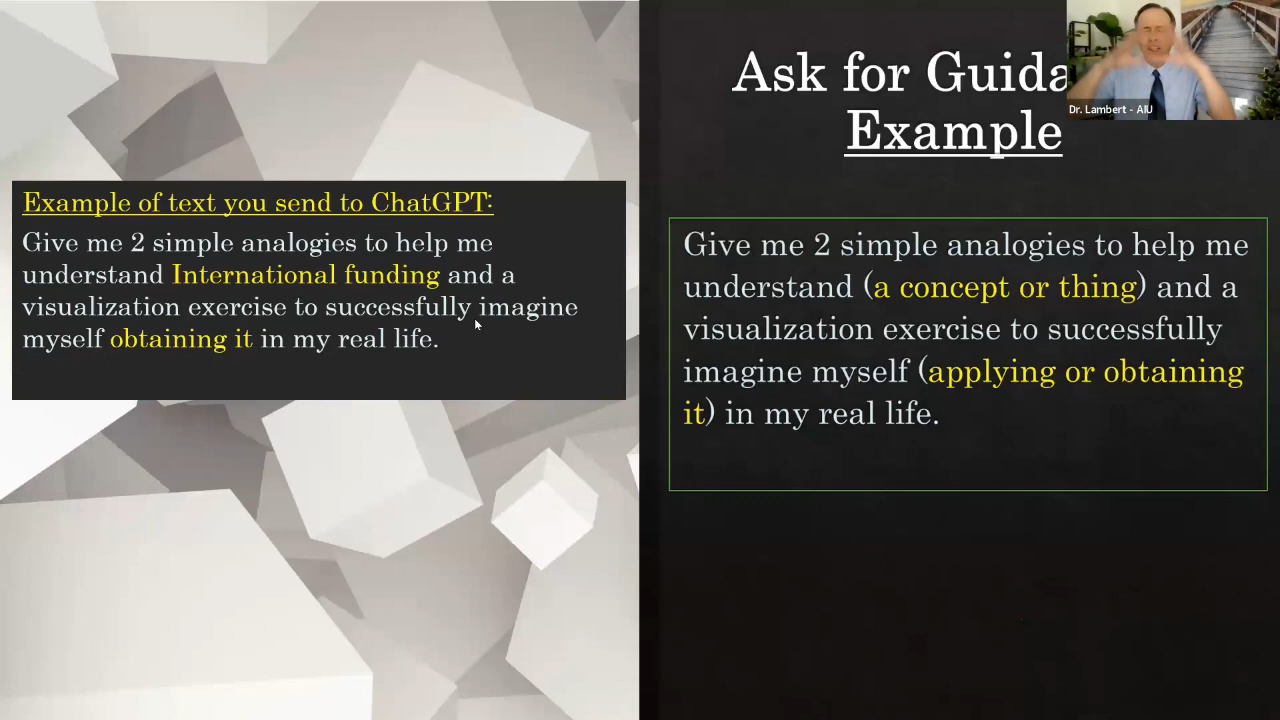 Ask for Guida
Example
Dr. Lambert - AIU
Example of text you send to ChatGPT:
Give me 2 simple analogies to help me
understand International funding and a
visualization exercise to successfully imagine
myself obtaining it in my real life.
Give me 2 simple analogies to help me
understand (a concept or thing) and a
visualization exercise to successfully
imagine myself (applying or obtaining
it) in my real life.